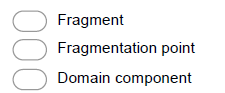 Fragment
Fragmentation point
Domain component